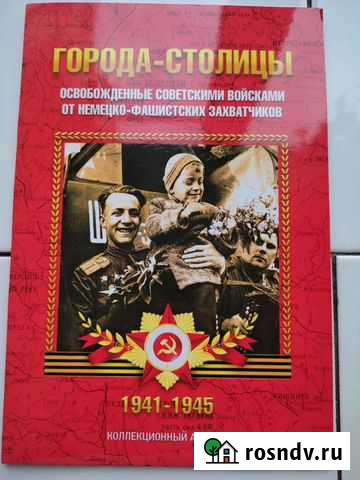 ГОРОДА-СТОЛИЦЫ
ОСВОБОЖДЕННЫЕ СОВЕТСКИМИ ВОЙСКАМИ
ОТ НЕМЕЦКО-ФАШИСТСКИХ ЗАХВАТЧИКОВ
Ш
1941-1945
КОЛЛЕКЦИОННЫЙ
rosndv.ru